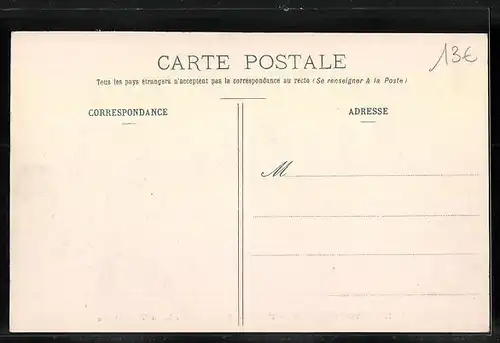 CARTE POSTALE
13€
Tous les pays étrangers n'acceptent pas la correspondance au recto (Se renseigner à la Poste)
CORRESPONDANCE
ADRESSE
M